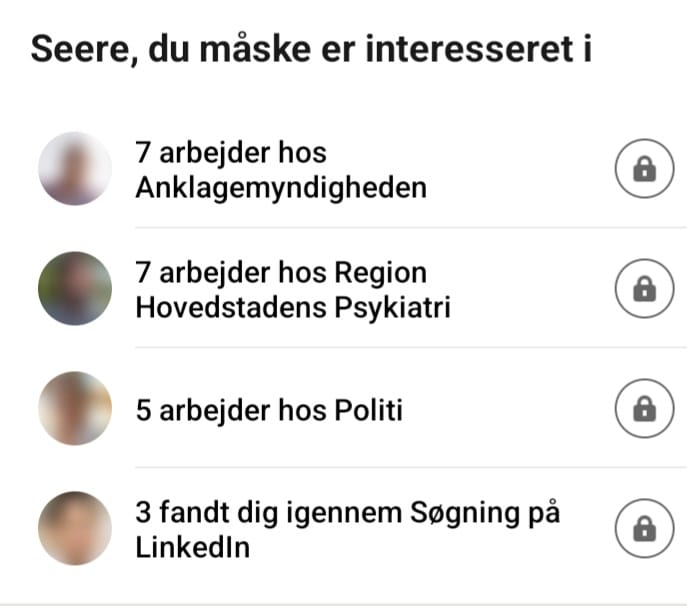 Seere, du måske er interesseret i
7 arbejder hos
Anklagemyndigheden
7 arbejder hos Region
Hovedstadens Psykiatri
5 arbejder hos Politi
3 fandt dig igennem Søgning på
LinkedIn